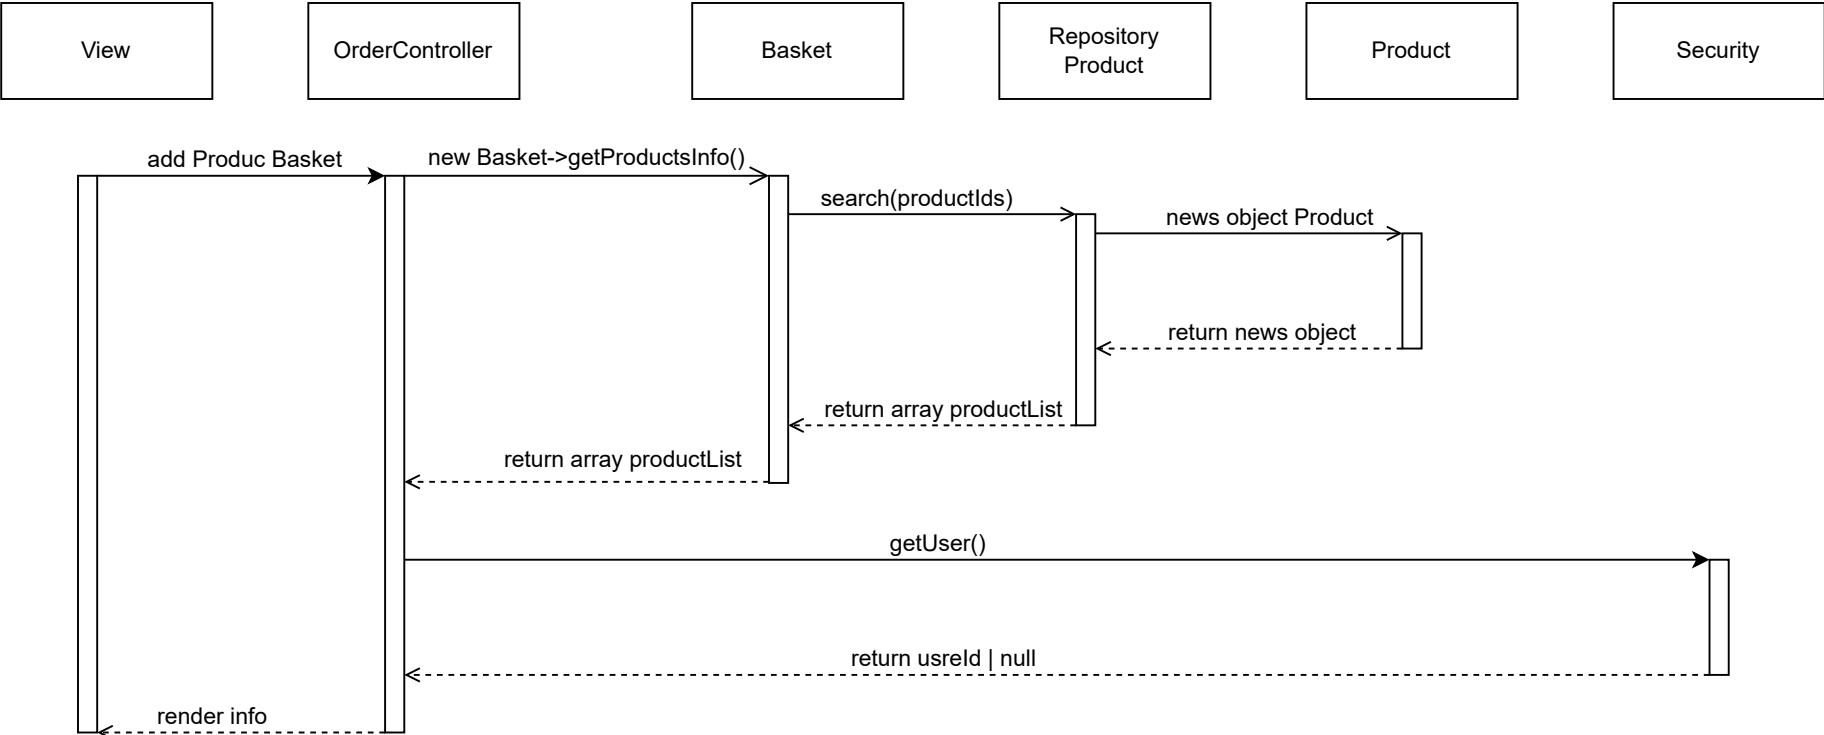 View
OrderController
Basket
Repository
Product
Product
Security
add Produc Basket
new Basket->getProductsInfo()
search(productIds)
news object Product
return news object
return array productList
return array productList
getUser()
return usreId | null
render info